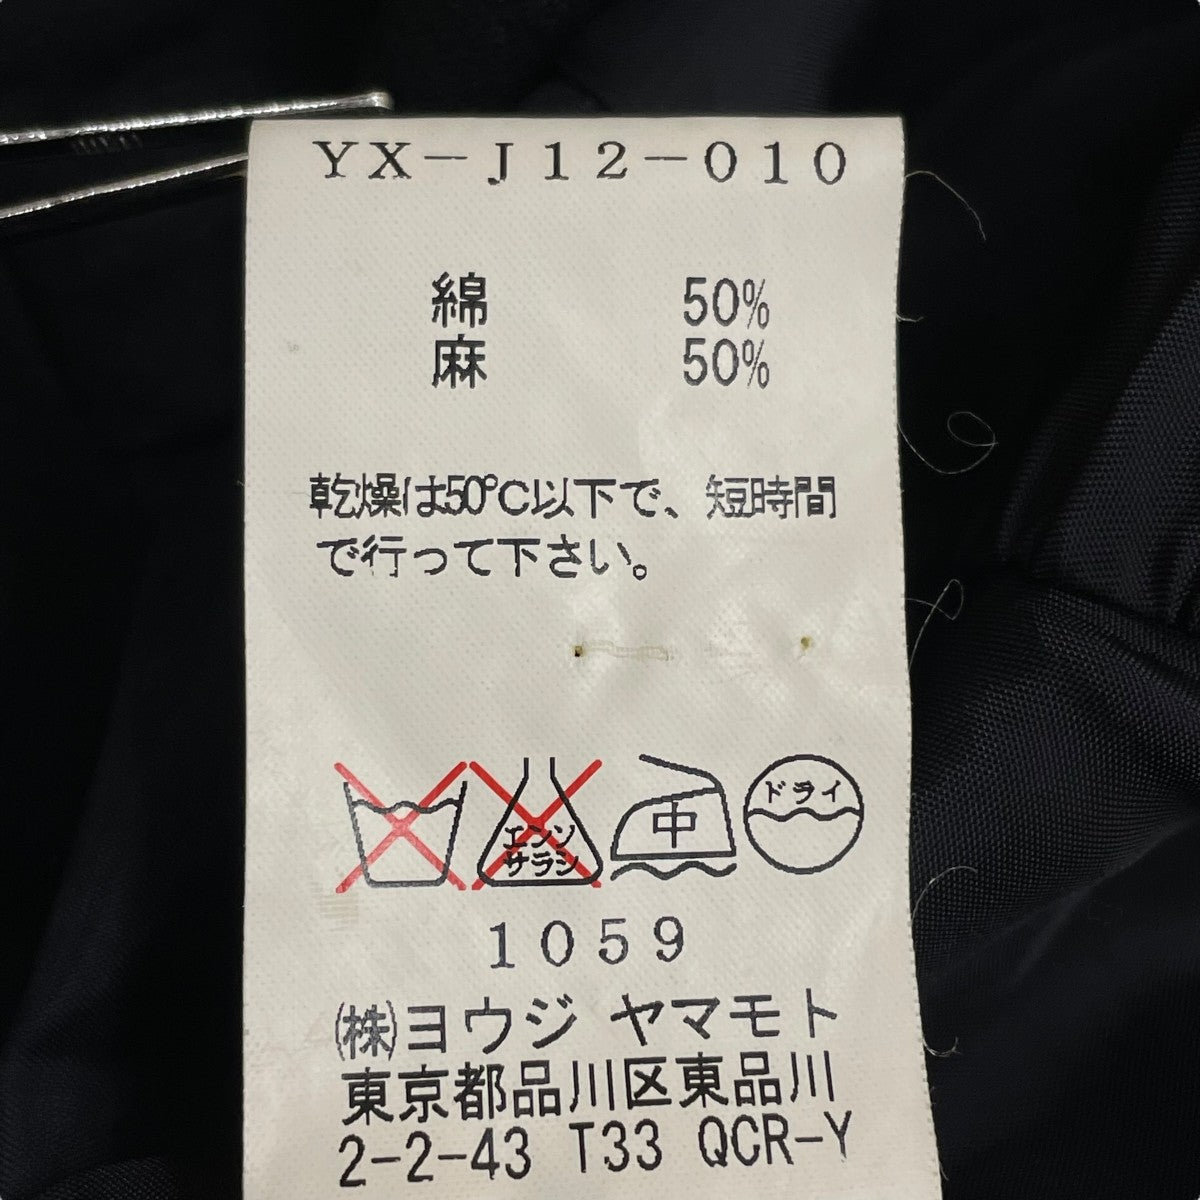 YX-J12-010
綿 50%
麻 50%
乾燥は50℃以下で、短時間
で行って下さい。
エンソ
サラシ
中
ドライ
1059
(株)ヨウジ ヤマモト
東京都品川区東品川
2-2-43 T33 QCR-Y